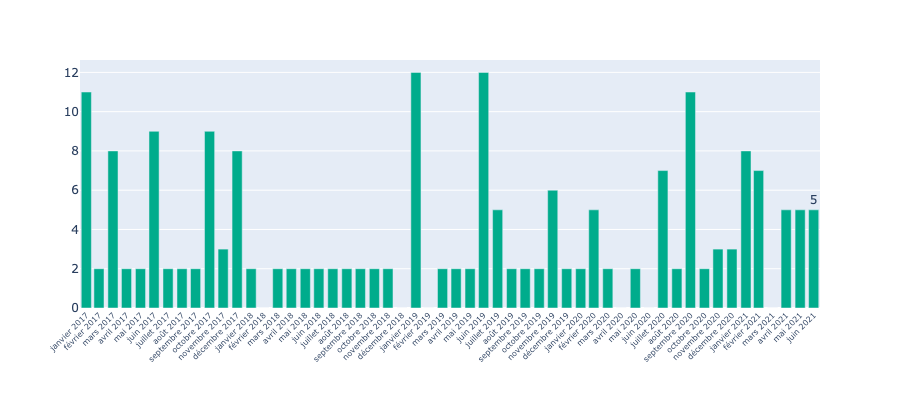 12
10
8
6
4
2
0
5
janvier 2017
février 2017
mars 2017
avril 2017
mai 2017
juin 2017
juillet 2017
août 2017
septembre 2017
octobre 2017
novembre 2017
décembre 2017
janvier 2018
février 2018
mars 2018
avril 2018
mai 2018
juin 2018
juillet 2018
août 2018
septembre 2018
octobre 2018
novembre 2018
décembre 2018
janvier 2019
février 2019
mars 2019
avril 2019
mai 2019
juin 2019
juillet 2019
août 2019
septembre 2019
octobre 2019
novembre 2019
décembre 2019
janvier 2020
février 2020
mars 2020
avril 2020
mai 2020
juin 2020
juillet 2020
août 2020
septembre 2020
octobre 2020
novembre 2020
décembre 2020
janvier 2021
février 2021
mars 2021
avril 2021
mai 2021
juin 2021